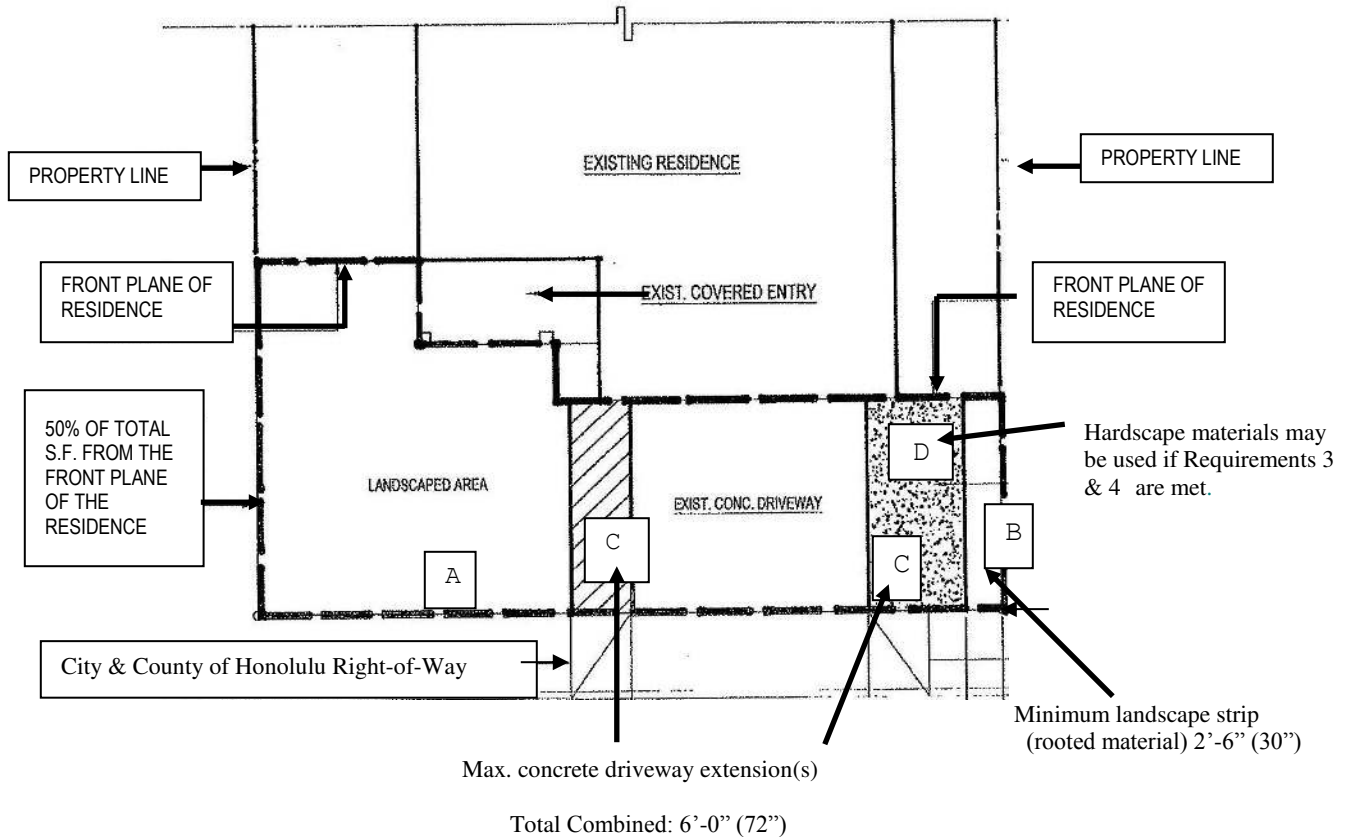 EXISTING RESIDENCE
PROPERTY LINE
PROPERTY LINE
FRONT PLANE OF
RESIDENCE
EXIST. COVERED ENTRY
FRONT PLANE OF
RESIDENCE
50% OF TOTAL
S.F. FROM THE
FRONT PLANE
OF THE
RESIDENCE
LANDSCAPED AREA
EXIST. CONC. DRIVEWAY
D
Hardscape materials may
be used if Requirements 3
& 4 are met.
A
C
C
B
City & County of Honolulu Right-of-Way
Minimum landscape strip
(rooted material) 2’-6” (30”)
Max. concrete driveway extension(s)
Total Combined: 6’-0” (72”)